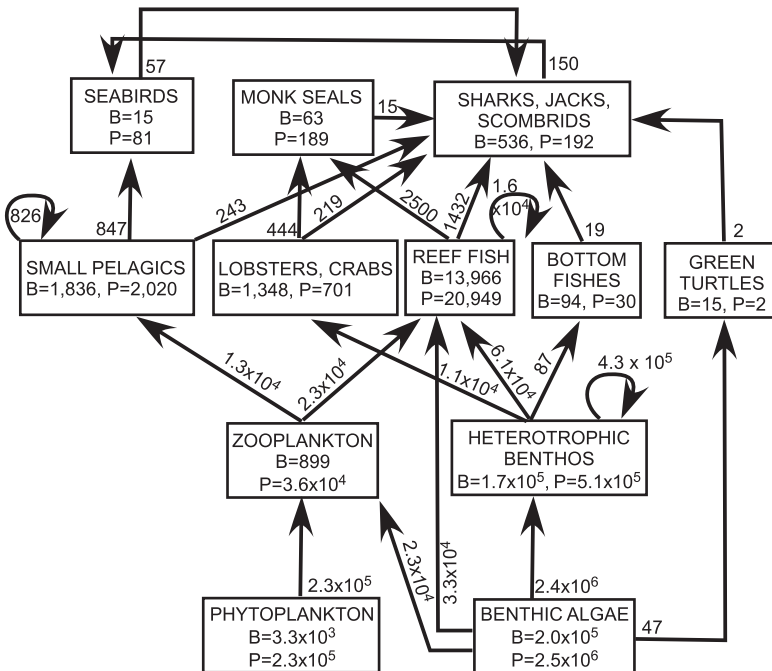 57
150
SEABIRDS
B=15
P=81
MONK SEALS
B=63
P=189
15
SHARKS, JACKS,
SCOMBRIDS
B=536, P=192
826
847
243
444
219
2500
1432
1.6
x10⁴
19
2
SMALL PELAGICS
B=1,836, P=2,020
LOBSTERS, CRABS
B=1,348, P=701
REEF FISH
B=13,966
P=20,949
BOTTOM
FISHES
B=94, P=30
GREEN
TURTLES
B=15, P=2
1.3x10⁴
2.3x10⁴
1.1x10⁴
6.1x10⁴
87
4.3 x 10⁵
ZOOPLANKTON
B=899
P=3.6x10⁴
HETEROTROPHIC
BENTHOS
B=1.7x10⁵, P=5.1x10⁵
2.3x10⁵
2.3x10⁴
3.3x10⁴
2.4x10⁶
PHYTOPLANKTON
B=3.3x10³
P=2.3x10⁵
BENTHIC ALGAE
B=2.0x10⁵
P=2.5x10⁶
47